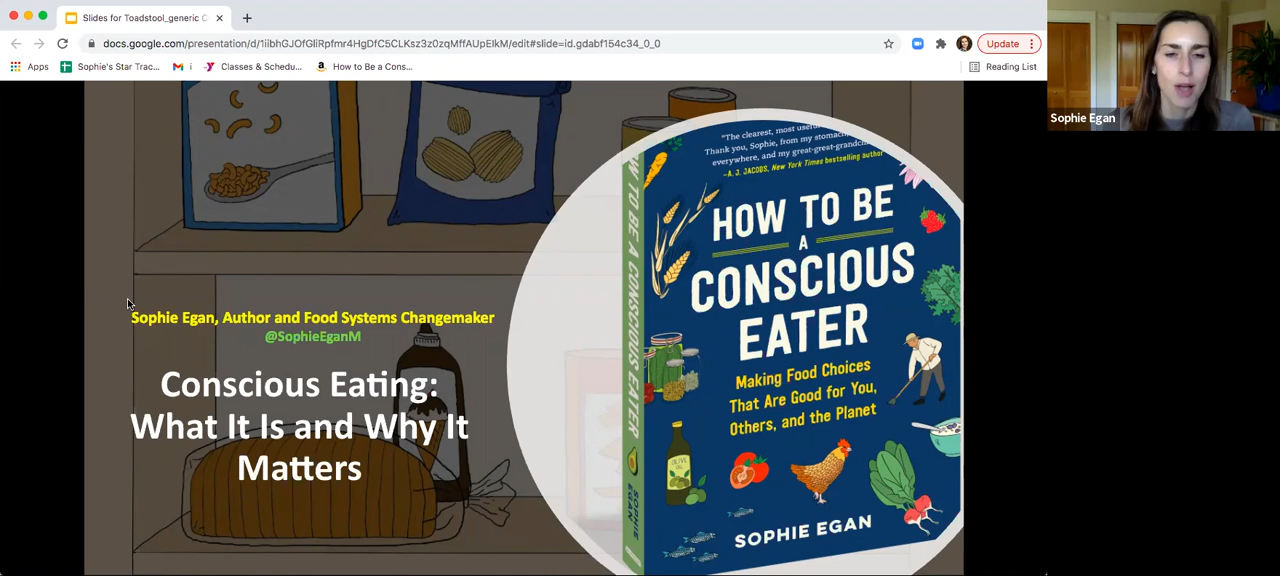 Slides for Toadstool_generic C
docs.google.com/presentation/d/1iibhGJOfGliRpfmr4HgDfC5CLKsz3z0zqMffAUpEIkM/edit#slide=id.gdabf154c34_0_0
Update
Apps
Sophie's Star Trac...
Classes & Schedu...
How to Be a Cons...
Reading List
Sophie Egan
Sophie Egan, Author and Food Systems Changemaker
@SophieEganM
Conscious Eating:
What It Is and Why It
Matters
"The clearest, most useful
Thank you, Sophie, from my stomach,
everywhere, and my great-great-grandch
–A. J. JACOBS, New York Times bestselling author
HOW TO BE
A
CONSCIOUS
EATER
Making Food Choices
That Are Good for You,
Others, and the Planet
OLIVE
OIL
SOPHIE EGAN
W TO BE A CONSCIOUS EATER
SOPHIE
EGAN